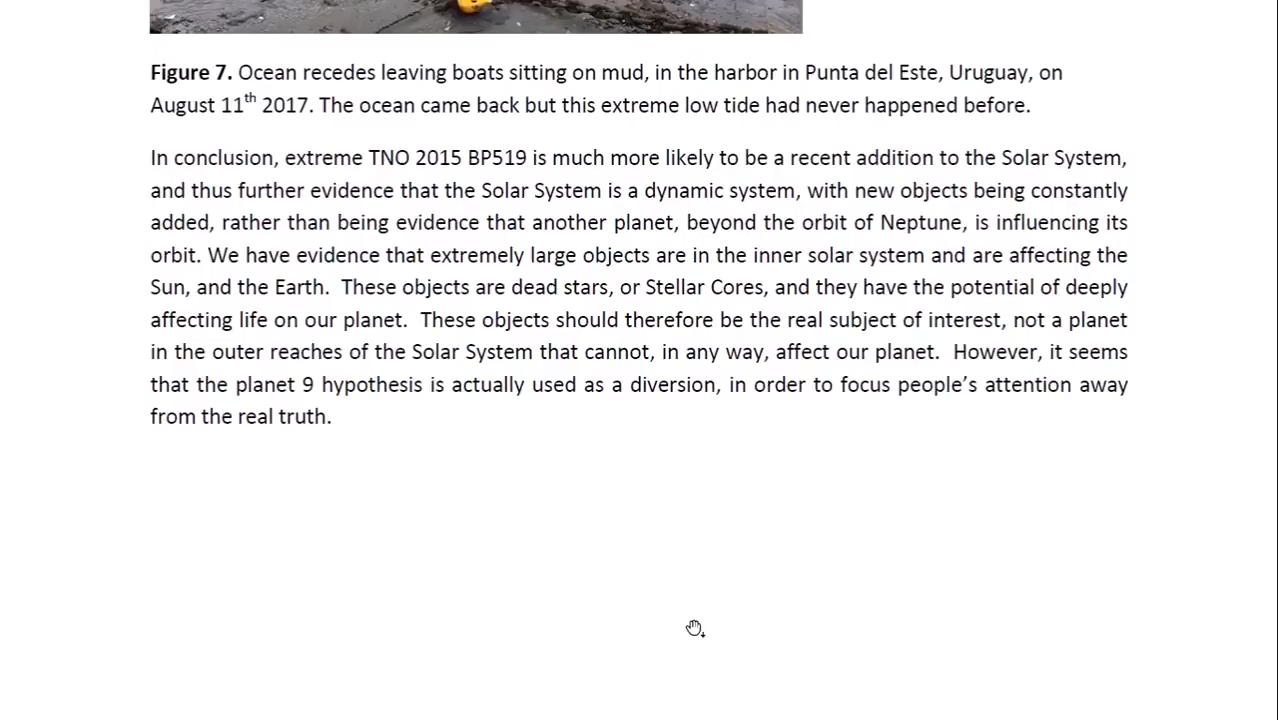 Figure 7. Ocean recedes leaving boats sitting on mud, in the harbor in Punta del Este, Uruguay, on
August 11th 2017. The ocean came back but this extreme low tide had never happened before.
In conclusion, extreme TNO 2015 BP519 is much more likely to be a recent addition to the Solar System,
and thus further evidence that the Solar System is a dynamic system, with new objects being constantly
added, rather than being evidence that another planet, beyond the orbit of Neptune, is influencing its
orbit. We have evidence that extremely large objects are in the inner solar system and are affecting the
Sun, and the Earth.  These objects are dead stars, or Stellar Cores, and they have the potential of deeply
affecting life on our planet.  These objects should therefore be the real subject of interest, not a planet
in the outer reaches of the Solar System that cannot, in any way, affect our planet.  However, it seems
that the planet 9 hypothesis is actually used as a diversion, in order to focus people’s attention away
from the real truth.